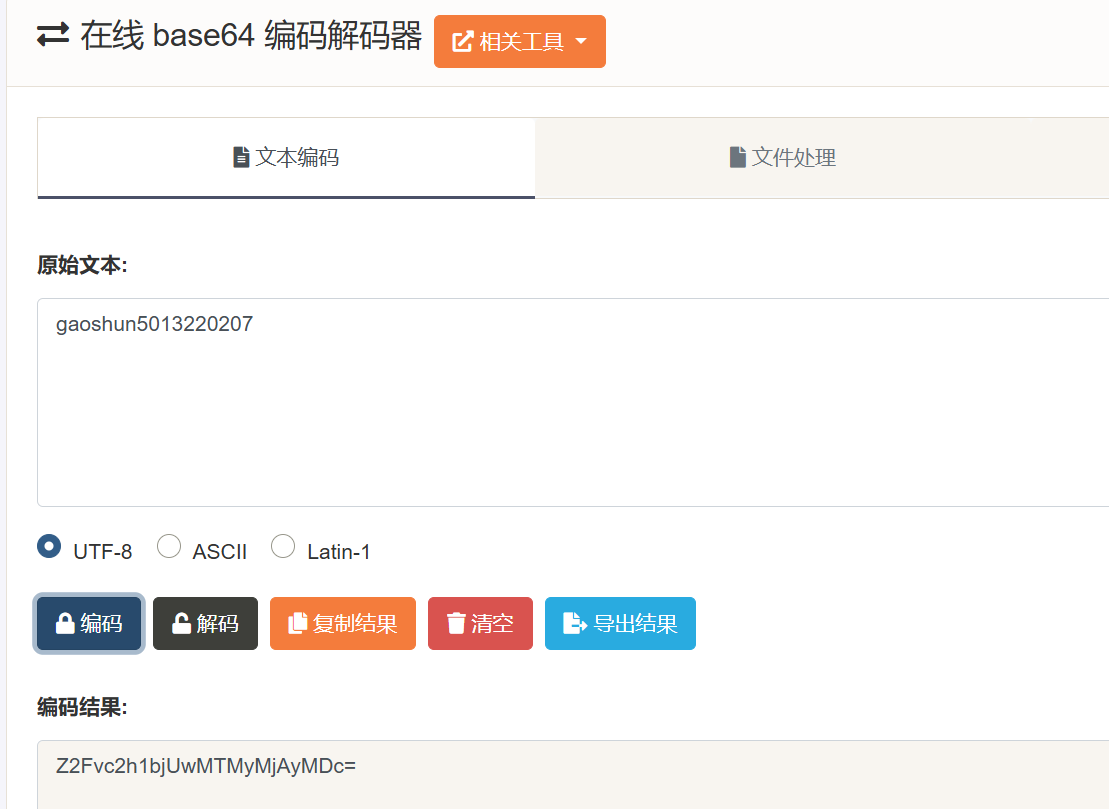 在线 base64 编码解码器 相关工具
文本编码 文件处理
原始文本:
gaoshun5013220207
UTF-8 ASCII Latin-1
编码 解码 复制结果 清空 导出结果
编码结果:
Z2Fvc2h1bjUwMTMyMjAyMDc=